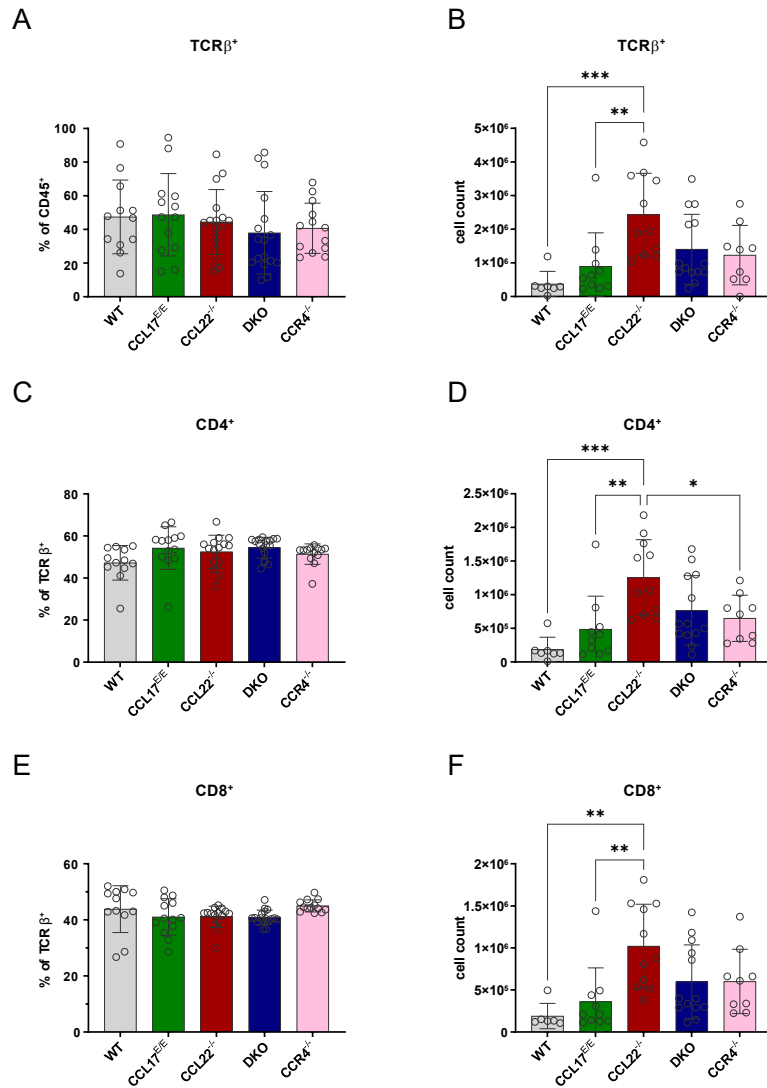 A
TCRβ⁺
% of CD45⁺
100
80
60
40
20
0
WT
CCL17ᴱ/ᴱ
CCL22⁻/⁻
DKO
CCR4⁻/⁻
B
TCRβ⁺
***
**
cell count
5×10⁶
4×10⁶
3×10⁶
2×10⁶
1×10⁶
0
WT
CCL17ᴱ/ᴱ
CCL22⁻/⁻
DKO
CCR4⁻/⁻
C
CD4⁺
% of TCR β⁺
80
60
40
20
0
WT
CCL17ᴱ/ᴱ
CCL22⁻/⁻
DKO
CCR4⁻/⁻
D
CD4⁺
***
**
*
cell count
2.5×10⁶
2×10⁶
1.5×10⁶
1×10⁶
5×10⁵
0
WT
CCL17ᴱ/ᴱ
CCL22⁻/⁻
DKO
CCR4⁻/⁻
E
CD8⁺
% of TCR β⁺
60
40
20
0
WT
CCL17ᴱ/ᴱ
CCL22⁻/⁻
DKO
CCR4⁻/⁻
F
CD8⁺
**
**
cell count
2×10⁶
1.5×10⁶
1×10⁶
5×10⁵
0
WT
CCL17ᴱ/ᴱ
CCL22⁻/⁻
DKO
CCR4⁻/⁻